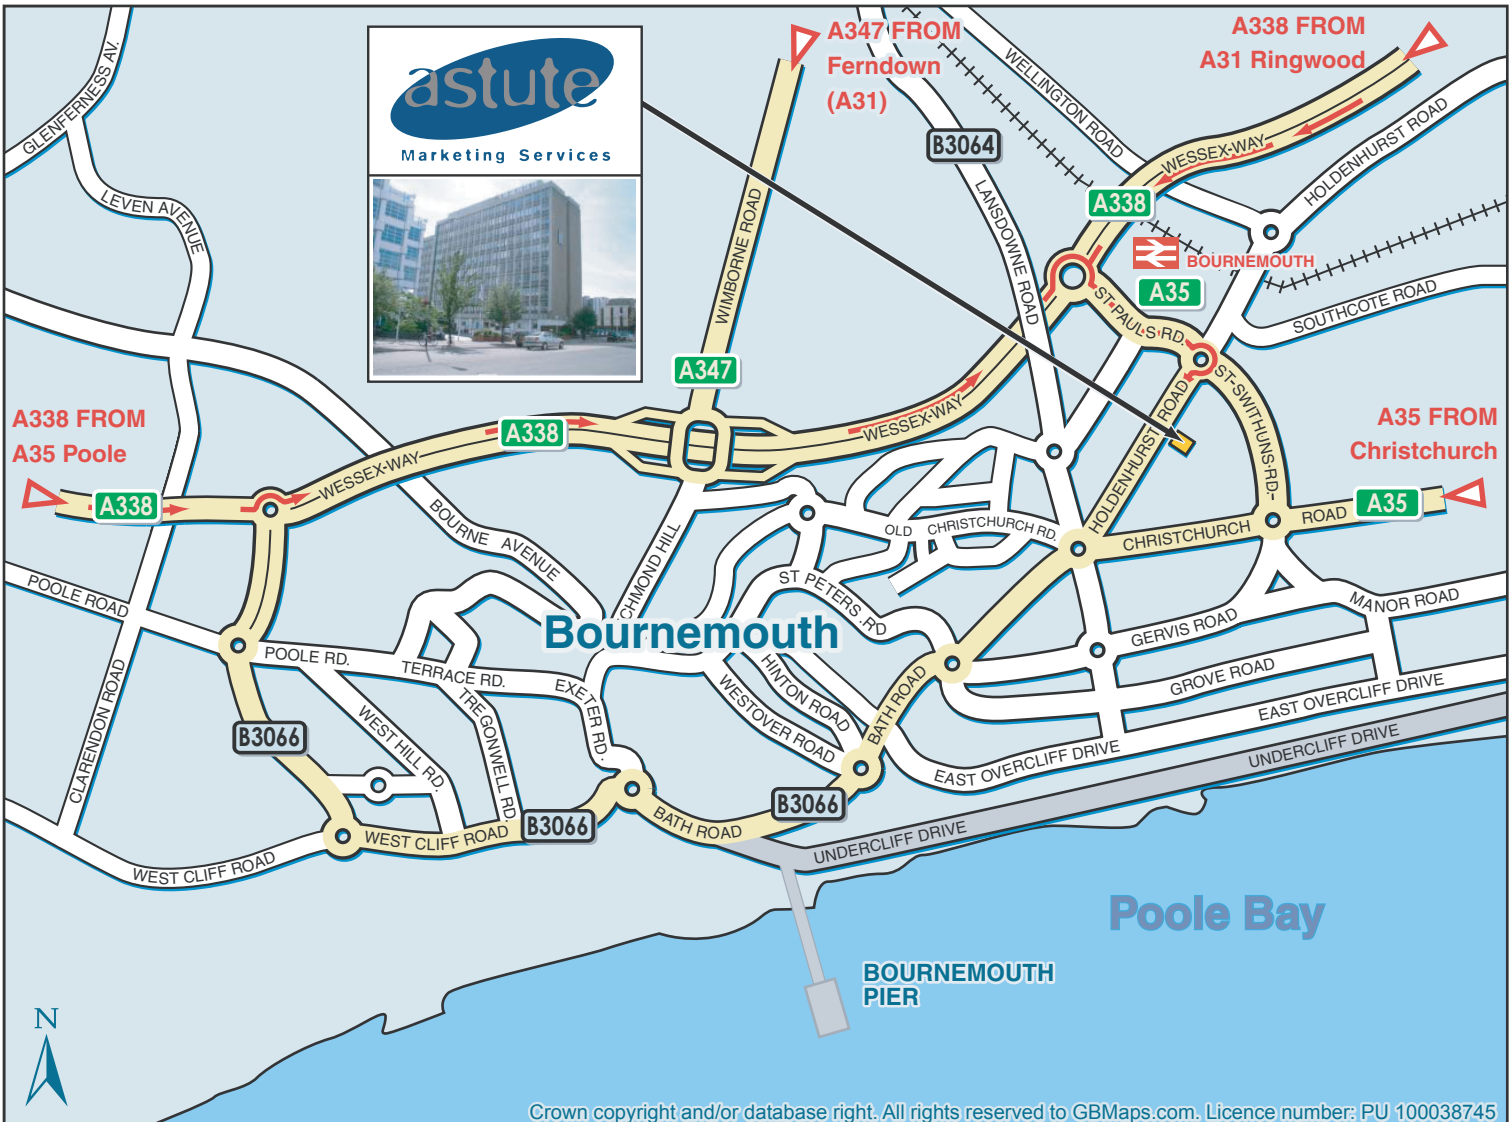 astute
Marketing Services
A347 FROM
Ferndown
(A31)
A338 FROM
A31 Ringwood
GLENFERNESS AV.
LEVEN AVENUE
WELLINGTON ROAD
WESSEX-WAY
HOLDENHURST ROAD
B3064
LANSDOWNE ROAD
A338
BOURNEMOUTH
A35
ST-PAULS-RD.
SOUTHCOTE ROAD
WIMBORNE ROAD
A347
A338 FROM
A35 Poole
A338
A338
WESSEX-WAY
WESSEX-WAY
HOLDENHURST ROAD
ST-SWITHUNS-RD-
A35 FROM
Christchurch
A35
CHRISTCHURCH ROAD
BOURNE AVENUE
CHMOND HILL
OLD CHRISTCHURCH RD.
ST PETERS. RD
POOLE ROAD
Bournemouth
POOLE RD.
TERRACE RD.
EXETER RD.
HINTON ROAD
WESTOVER ROAD
BATH ROAD
GERVIS ROAD
MANOR ROAD
GROVE ROAD
EAST OVERCLIFF DRIVE
EAST OVERCLIFF DRIVE
UNDERCLIFF DRIVE
UNDERCLIFF DRIVE
CLARENDON ROAD
B3066
WEST HILL RD.
TREGONWELL RD.
B3066
B3066
BATH ROAD
WEST CLIFF ROAD
WEST CLIFF ROAD
Poole Bay
BOURNEMOUTH
PIER
N
Crown copyright and/or database right. All rights reserved to GBMaps.com. Licence number: PU 100038745